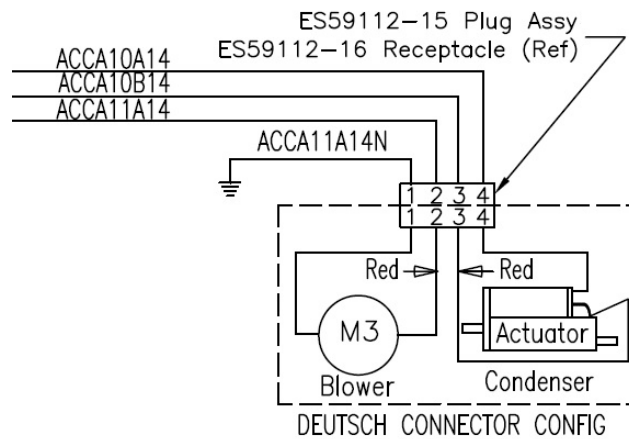 ES59112-15 Plug Assy
ES59112-16 Receptacle (Ref)
ACCA10A14
ACCA10B14
ACCA11A14
ACCA11A14N
1 2 3 4
1 2 3 4
Red Red
M3
Actuator
Blower
Condenser
DEUTSCH CONNECTOR CONFIG